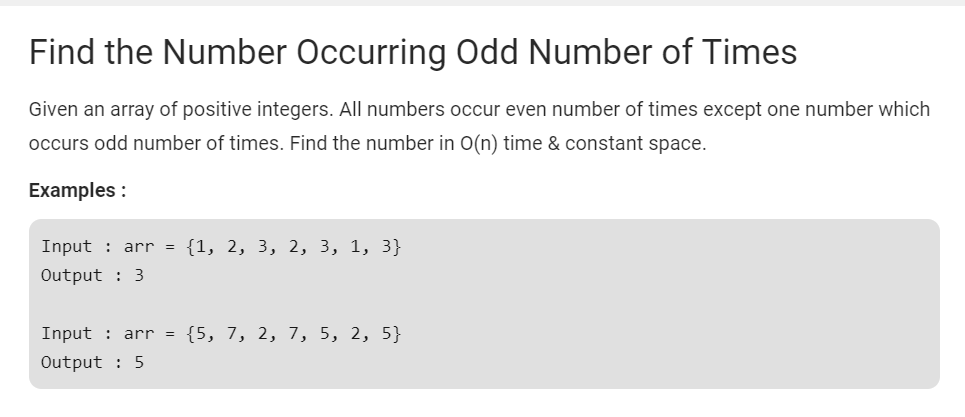 Find the Number Occurring Odd Number of Times
Given an array of positive integers. All numbers occur even number of times except one number which
occurs odd number of times. Find the number in O(n) time & constant space.
Examples :
Input : arr = {1, 2, 3, 2, 3, 1, 3}
Output : 3
Input : arr = {5, 7, 2, 7, 5, 2, 5}
Output : 5